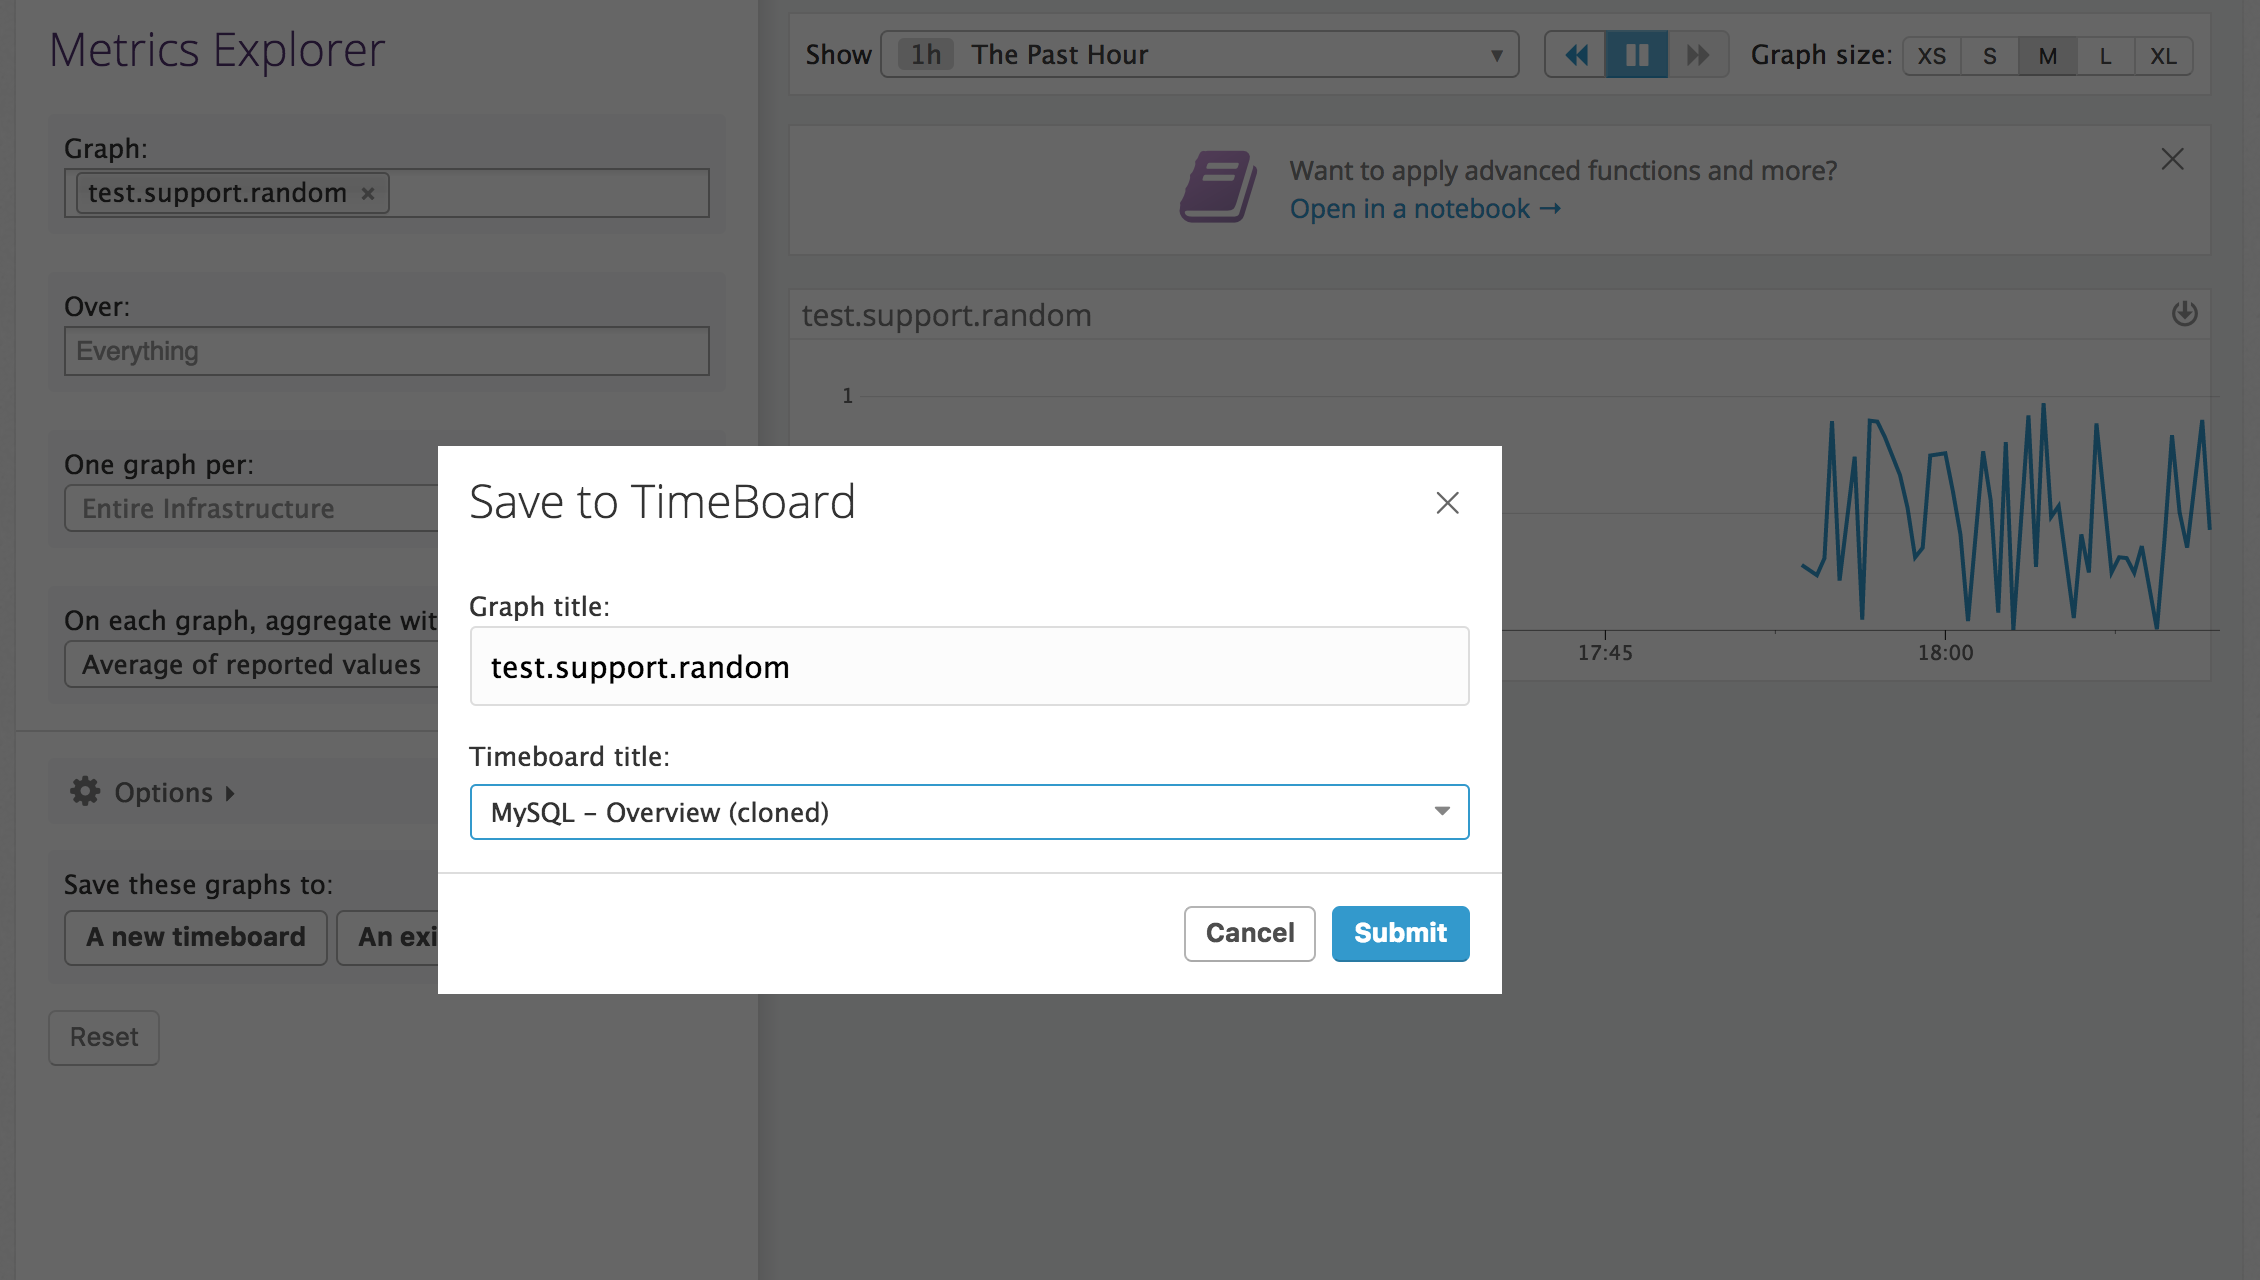 Metrics Explorer
Graph:
test.support.random ×
Over:
Everything
One graph per:
Entire Infrastructure
On each graph, aggregate
Average of reported values
Options
Save these graphs to:
A new timeboard
An
Reset
Show 1h The Past Hour
Graph size: XS S M L XL
Want to apply advanced functions and more?
Open in a notebook →
test.support.random
1
17:45 18:00
Save to TimeBoard
Graph title:
test.support.random
Timeboard title:
MySQL – Overview (cloned)
Cancel Submit